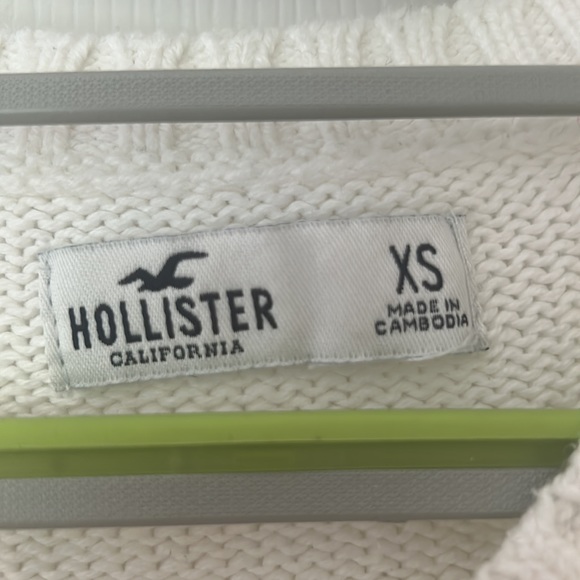 HOLLISTER
CALIFORNIA
XS
MADE IN
CAMBODIA